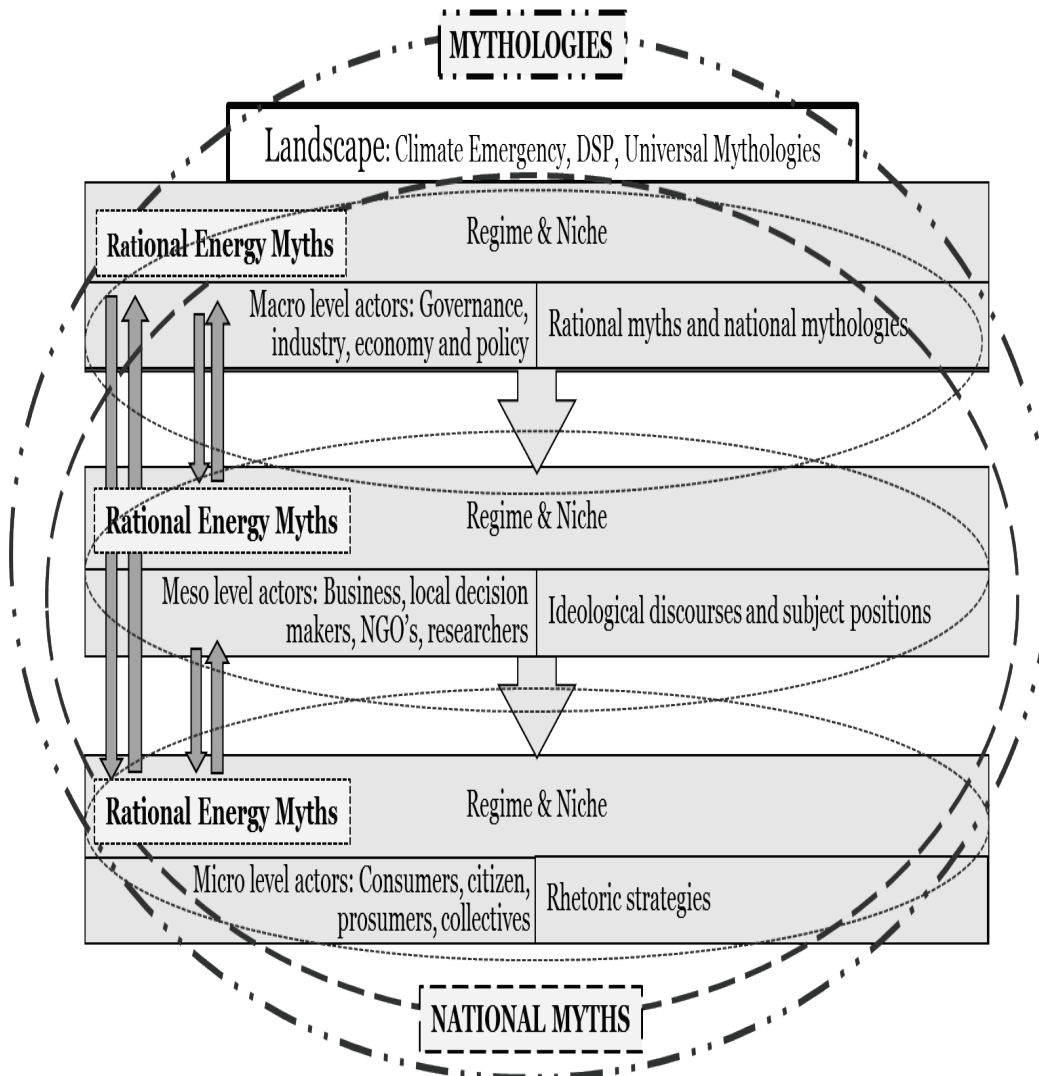 MYTHOLOGIES
Landscape: Climate Emergency, DSP, Universal Mythologies
Rational Energy Myths
Regime & Niche
Macro level actors: Governance,
industry, economy and policy
Rational myths and national mythologies
Rational Energy Myths
Regime & Niche
Meso level actors: Business, local decision
makers, NGO's, researchers
Ideological discourses and subject positions
Rational Energy Myths
Regime & Niche
Micro level actors: Consumers, citizen,
prosumers, collectives
Rhetoric strategies
NATIONAL MYTHS